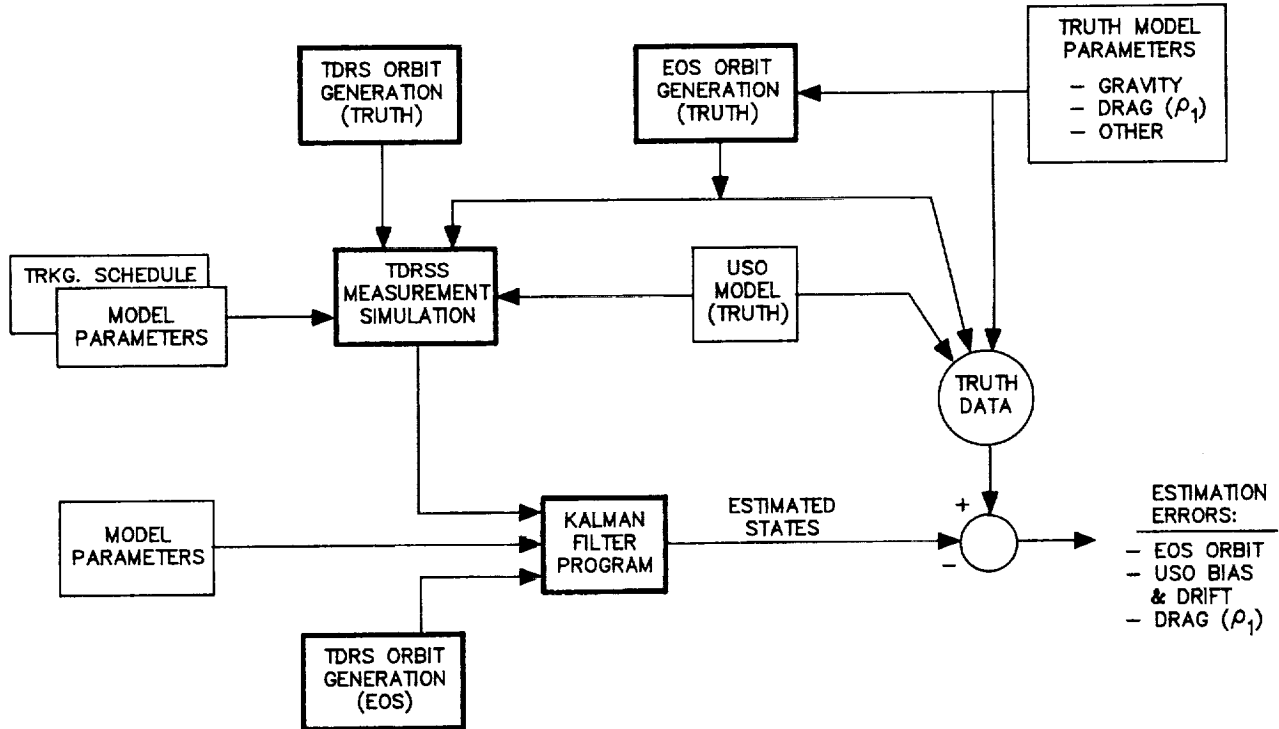 TDRS ORBIT
GENERATION
(TRUTH)
EOS ORBIT
GENERATION
(TRUTH)
TRUTH MODEL
PARAMETERS
– GRAVITY
– DRAG (ρ₁)
– OTHER
TRKG. SCHEDULE
MODEL
PARAMETERS
TDRSS
MEASUREMENT
SIMULATION
USO
MODEL
(TRUTH)
TRUTH
DATA
MODEL
PARAMETERS
KALMAN
FILTER
PROGRAM
ESTIMATED
STATES
+
–
ESTIMATION
ERRORS:
– EOS ORBIT
– USO BIAS
& DRIFT
– DRAG (ρ₁)
TDRS ORBIT
GENERATION
(EOS)